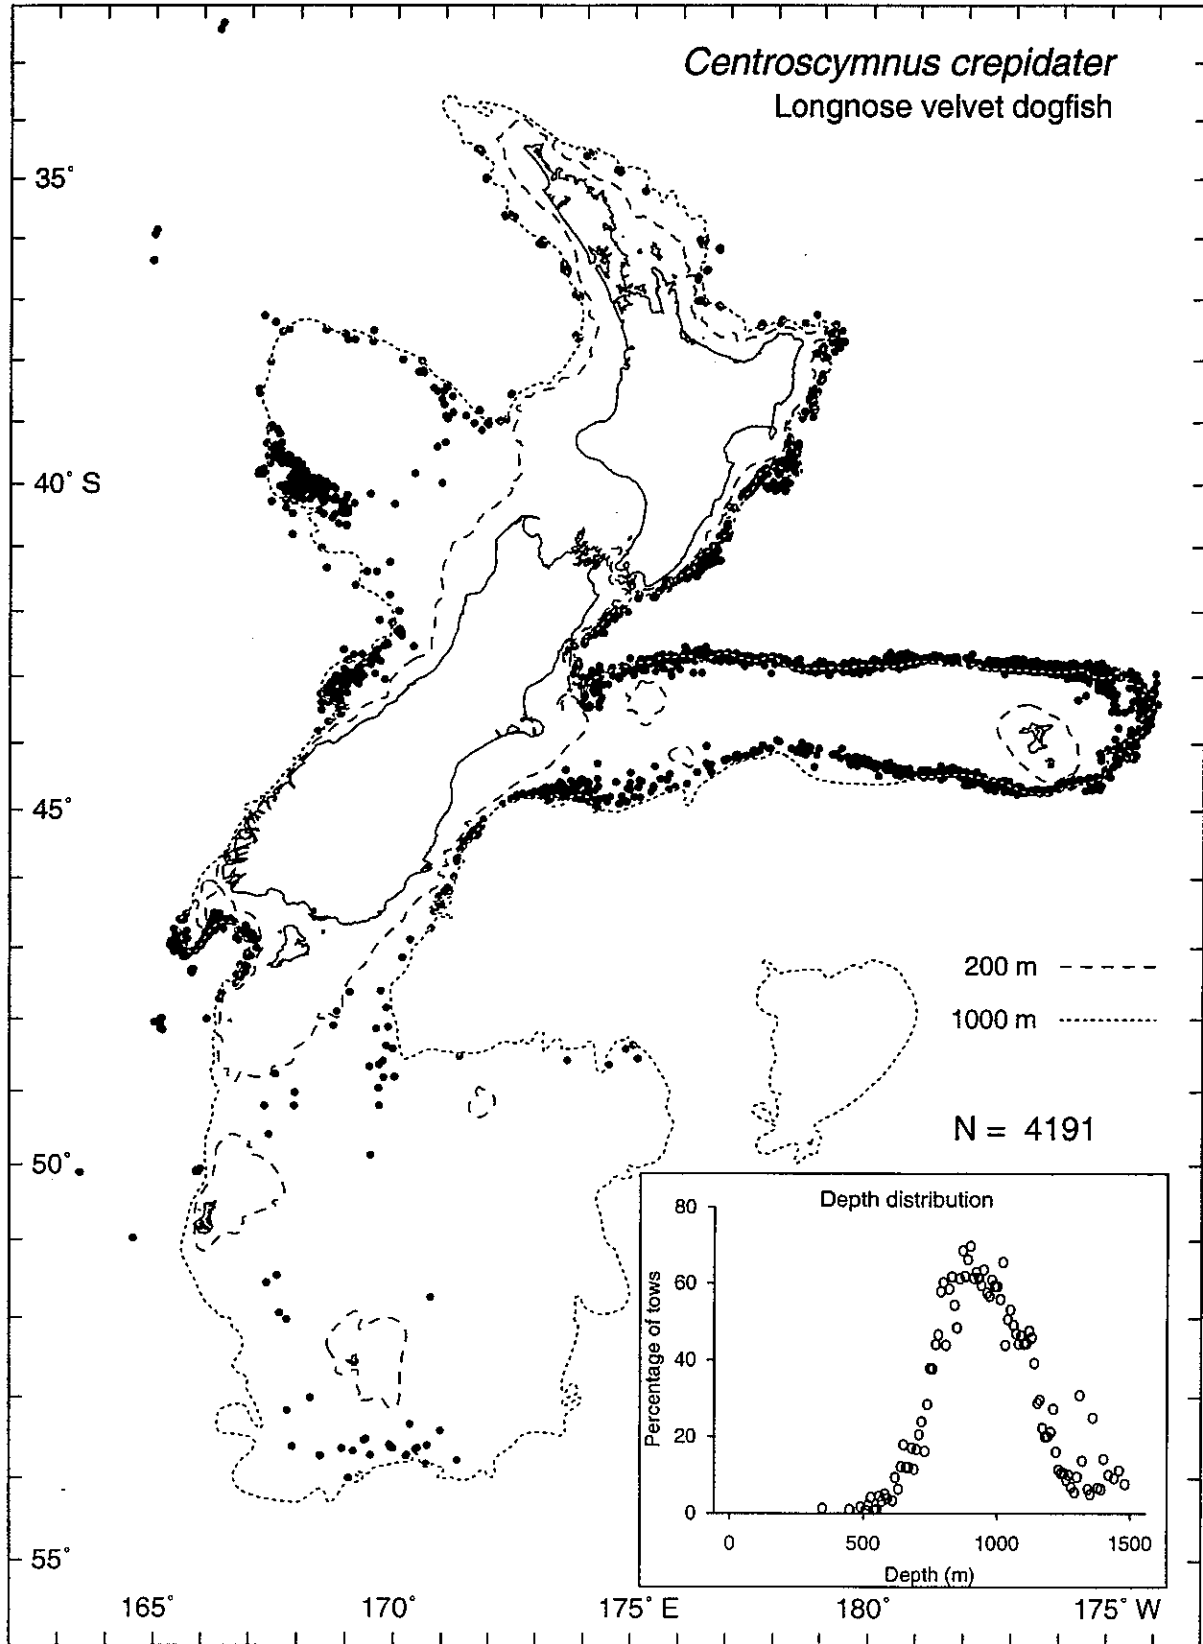 Centroscymnus crepidater
Longnose velvet dogfish
35°
40° S
45°
50°
55°
200 m
1000 m
N = 4191
Depth distribution
Percentage of tows
80
60
40
20
0
0 500 1000 1500
Depth (m)
165° 170° 175° E 180° 175° W